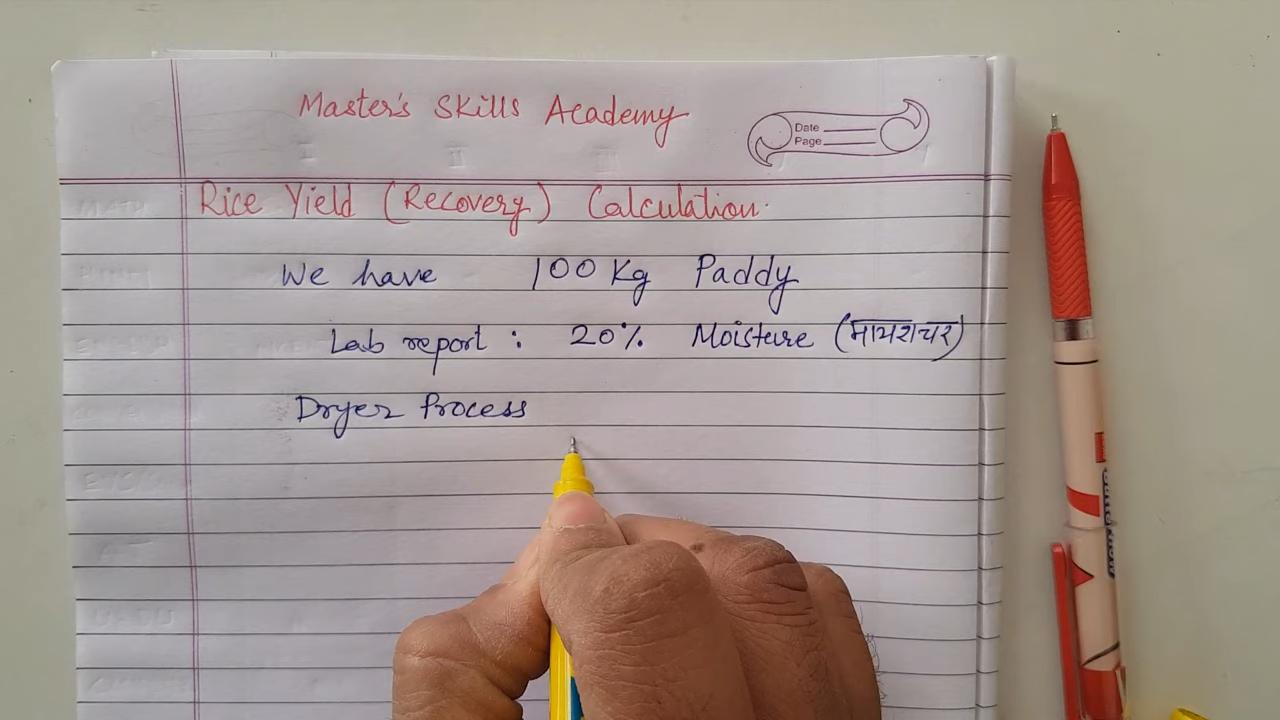 Master's Skills Academy
Date
Page
Rice Yield (Recovery) Calculation.
We have 100 Kg Paddy
Lab report : 20% Moisture (मायशचर)
Dryer Process